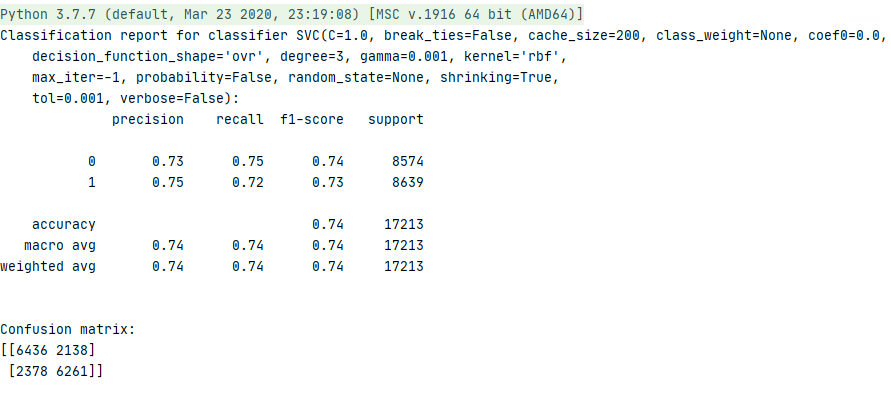 Python 3.7.7 (default, Mar 23 2020, 23:19:08) [MSC v.1916 64 bit (AMD64)]
Classification report for classifier SVC(C=1.0, break_ties=False, cache_size=200, class_weight=None, coef0=0.0,
    decision_function_shape='ovr', degree=3, gamma=0.001, kernel='rbf',
    max_iter=-1, probability=False, random_state=None, shrinking=True,
    tol=0.001, verbose=False):
              precision    recall  f1-score   support
           0       0.73      0.75      0.74      8574
           1       0.75      0.72      0.73      8639
    accuracy                           0.74     17213
   macro avg       0.74      0.74      0.74     17213
weighted avg       0.74      0.74      0.74     17213
Confusion matrix:
[[6436 2138]
 [2378 6261]]